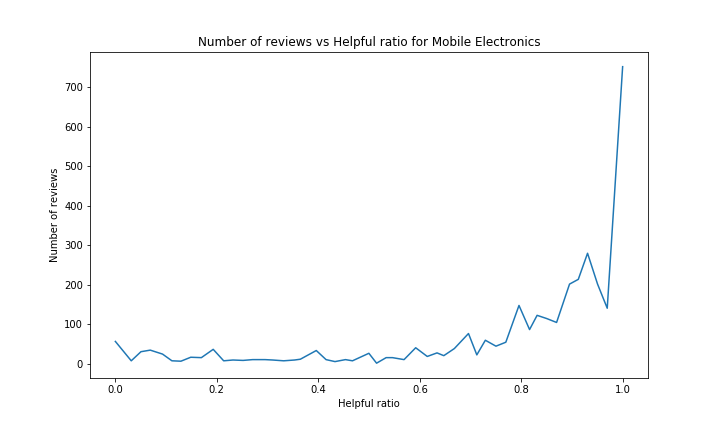 Number of reviews vs Helpful ratio for Mobile Electronics
Number of reviews
700
600
500
400
300
200
100
0
0.0 0.2 0.4 0.6 0.8 1.0
Helpful ratio